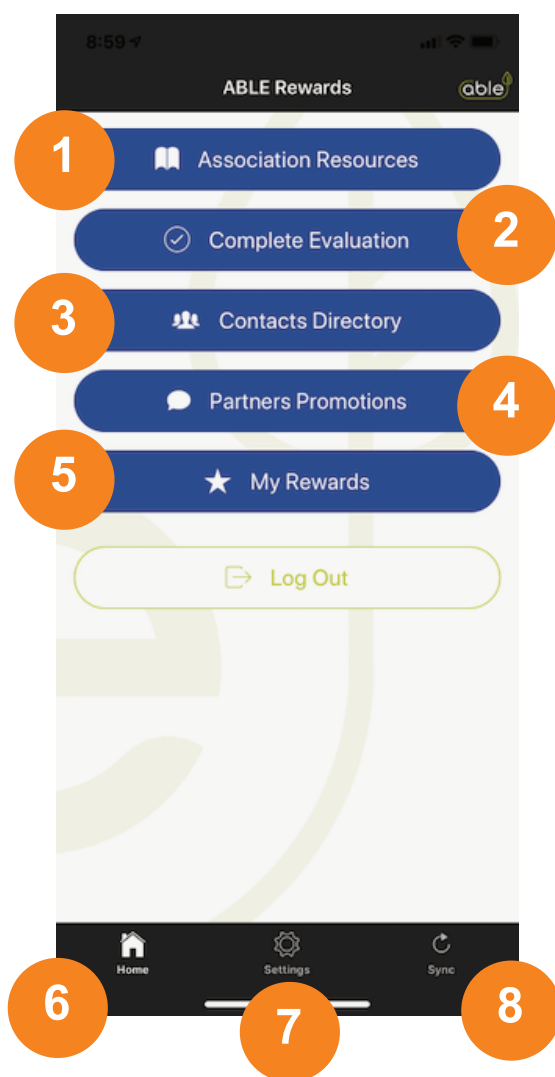 8:59
ABLE Rewards
able
1
Association Resources
Complete Evaluation
2
3
Contacts Directory
Partners Promotions
4
5
My Rewards
Log Out
Home
Settings
Sync
6
7
8